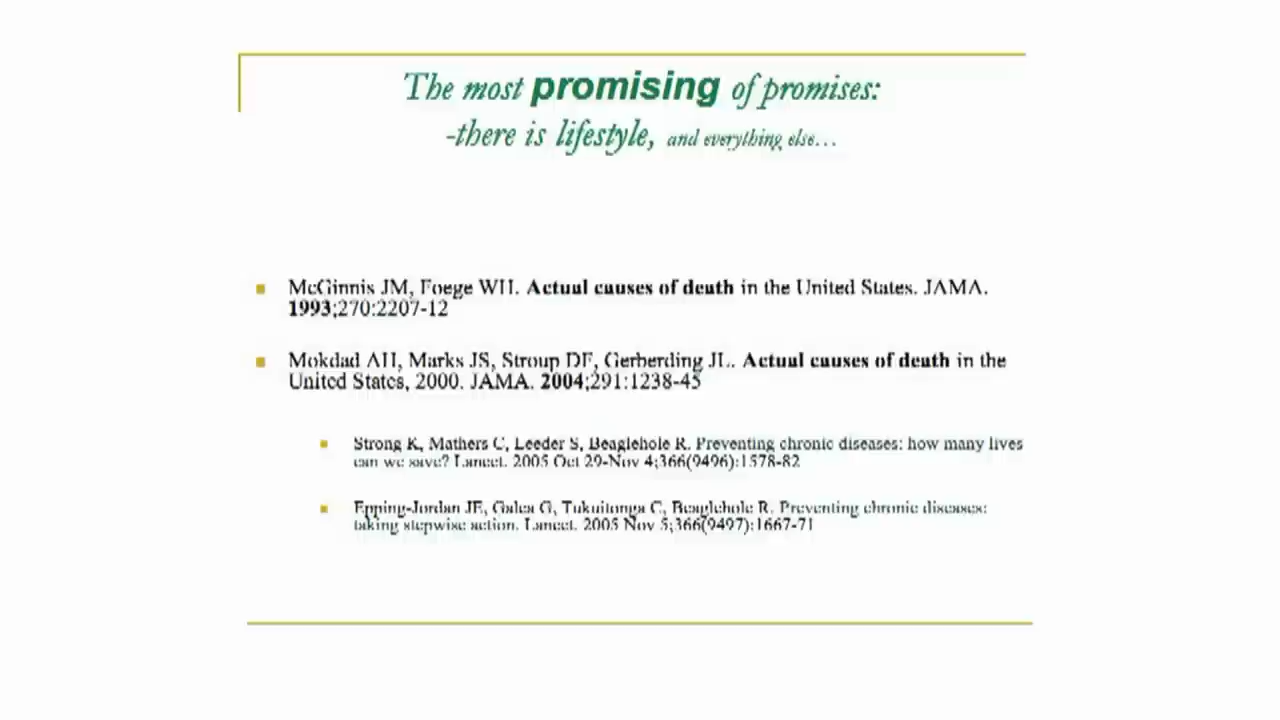 The most promising of promises:
-there is lifestyle, and everything else...
McGinnis JM, Foege WH. Actual causes of death in the United States. JAMA.
1993;270:2207-12
Mokdad AH, Marks JS, Stroup DF, Gerberding JL. Actual causes of death in the
United States, 2000. JAMA. 2004;291:1238-45
Strong K, Mathers C, Leeder S, Beaglehole R. Preventing chronic diseases: how many lives
can we save? Lancet. 2005 Oct 29-Nov 4;366(9496):1578-82
Epping-Jordan JE, Galea G, Tukuitonga C, Beaglehole R. Preventing chronic diseases:
taking stepwise action. Lancet. 2005 Nov 5;366(9497):1667-71